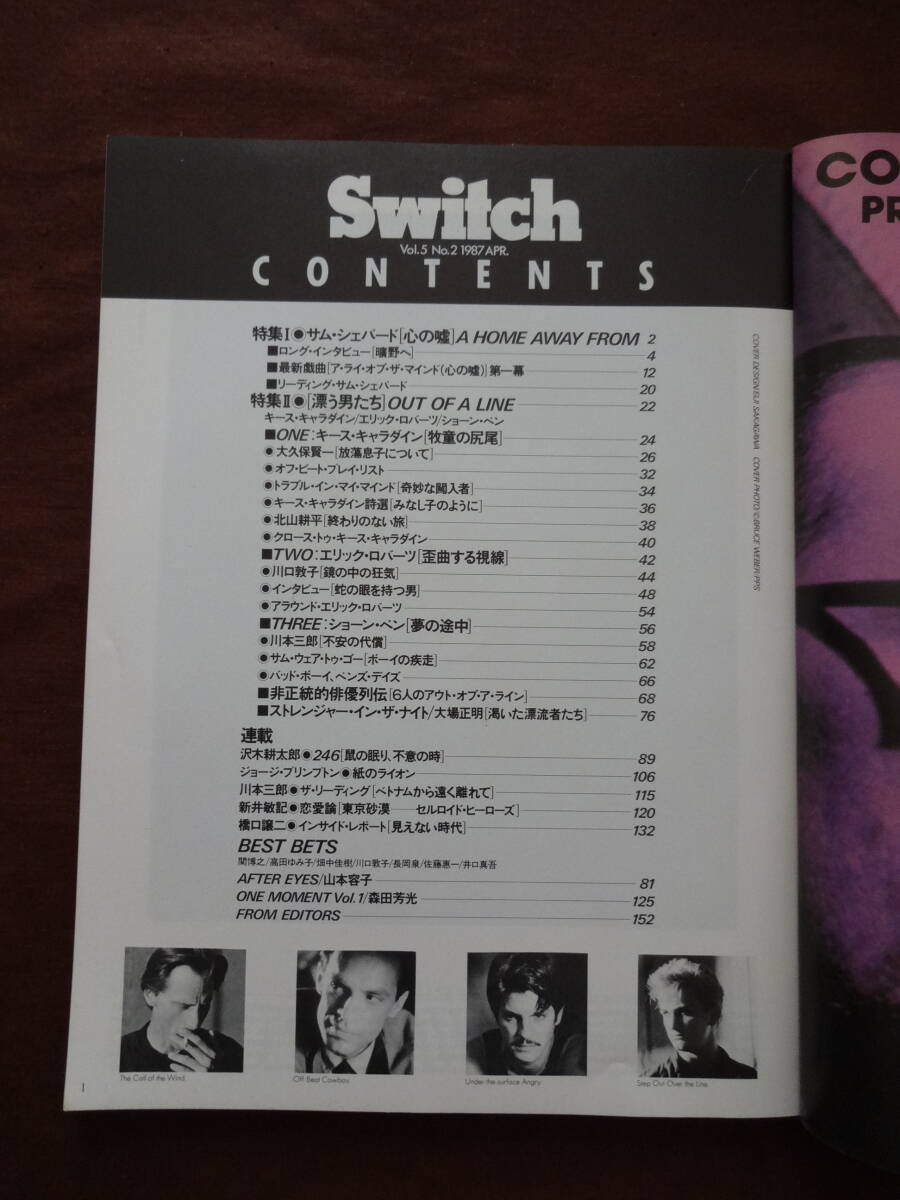 Switch
Vol.5 No.2 1987 APR.
CONTENTS
特集Ⅰ●サム・シェパード[心の嘘]A HOME AWAY FROM 2
■ロング・インタビュー[曠野へ] 4
■最新戯曲[ア・ライ・オブ・ザ・マインド(心の嘘)]第一幕 12
■リーディング・サム・シェパード 20
特集Ⅱ●[漂う男たち]OUT OF A LINE 22
キース・キャラダイン/エリック・ロバーツ/ショーン・ペン
■ONE:キース・キャラダイン[牧童の尻尾] 24
●大久保賢一[放蕩息子について] 26
●オフ・ビート・プレイ・リスト 32
●トラブル・イン・マイ・マインド[奇妙な闖入者] 34
●キース・キャラダイン詩選[みなし子のように] 36
●北山耕平[終わりのない旅] 38
●クロース・トゥ・キース・キャラダイン 40
■TWO:エリック・ロバーツ[歪曲する視線] 42
●川口敦子[鏡の中の狂気] 44
●インタビュー[蛇の眼を持つ男] 48
●アラウンド・エリック・ロバーツ 54
■THREE:ショーン・ペン[夢の途中] 56
●川本三郎[不安の代償] 58
●サム・ウェア・トゥ・ゴー[ボーイの疾走] 62
●バッド・ボーイ、ペンズ・デイズ 66
■非正統的俳優列伝[6人のアウト・オブ・ア・ライン] 68
■ストレンジャー・イン・ザ・ナイト/大場正明[渇いた漂流者たち] 76
連載
沢木耕太郎●246[鼠の眠り、不意の時] 89
ジョージ・プリンプトン●紙のライオン 106
川本三郎●ザ・リーディング[ベトナムから遠く離れて] 115
新井敏記●恋愛論[東京砂漠——セルロイド・ヒーローズ] 120
橋口譲二●インサイド・レポート[見えない時代] 132
BEST BETS
関博之/高田ゆみ子/畑中佳樹/川口敦子/長岡泉/佐藤惠一/井口真吾
AFTER EYES/山本容子 81
ONE MOMENT Vol.1/森田芳光 125
FROM EDITORS 152
COVER DESIGN/EIJI SAKAGAWA COVER PHOTO ©BRUCE WEBER/PPS
The Call of the Wind.
Off Beat Cowboy.
Under-the-surface Angry.
Step Out Over the Line.
1
CO
PR